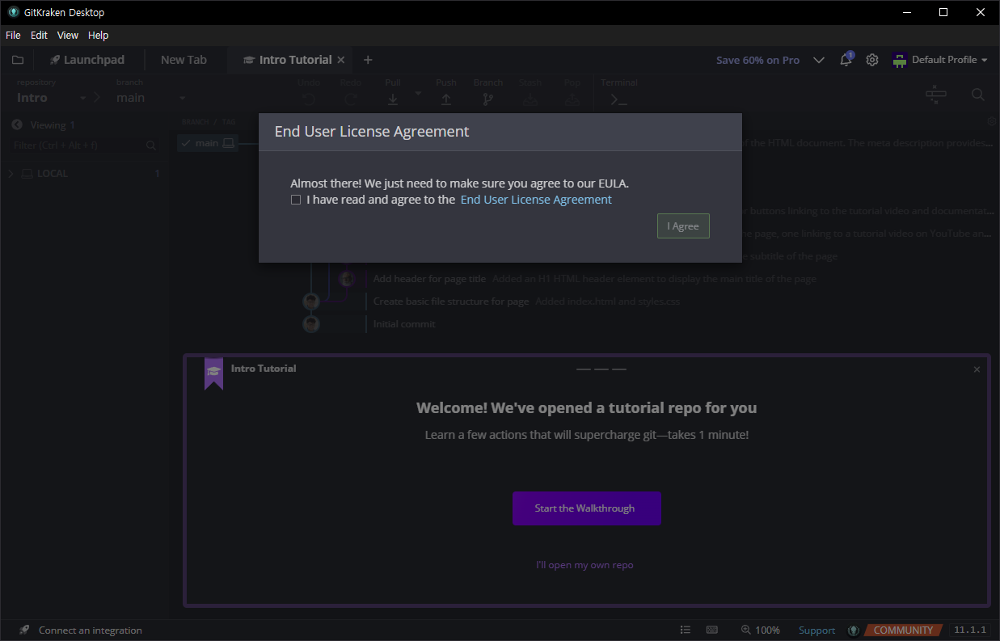 GitKraken Desktop
File Edit View Help
Launchpad New Tab Intro Tutorial Save 60% on Pro 1 Default Profile
repository branch Undo Redo Pull Push Branch Stash Pop Terminal
Intro main
Viewing 1 BRANCH / TAG
Filter (Ctrl + Alt + f) main of the HTML document. The meta description provides...
LOCAL 1
End User License Agreement
Almost there! We just need to make sure you agree to our EULA.
I have read and agree to the End User License Agreement
I Agree
buttons linking to the tutorial video and documentat...
page, one linking to a tutorial video on YouTube an...
subtitle of the page
Add header for page title Added an H1 HTML header element to display the main title of the page
Create basic file structure for page Added index.html and styles.css
Initial commit
Intro Tutorial
Welcome! We've opened a tutorial repo for you
Learn a few actions that will supercharge git—takes 1 minute!
Start the Walkthrough
I'll open my own repo
Connect an integration 100% Support COMMUNITY 11.1.1